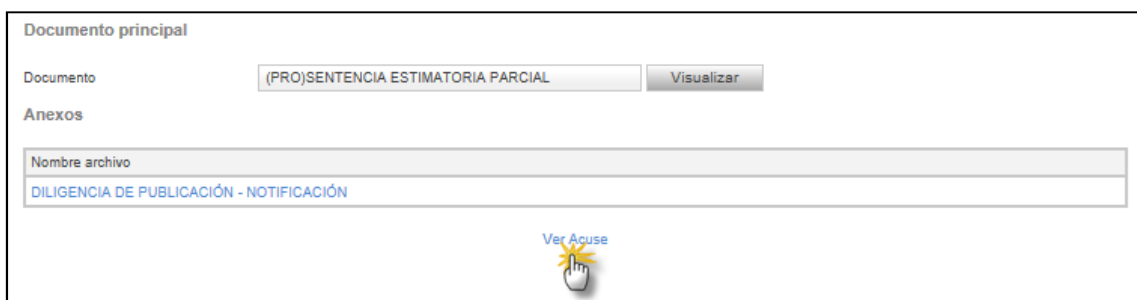 Documento principal
Documento (PRO)SENTENCIA ESTIMATORIA PARCIAL Visualizar
Anexos
Nombre archivo
DILIGENCIA DE PUBLICACIÓN - NOTIFICACIÓN
Ver Acuse